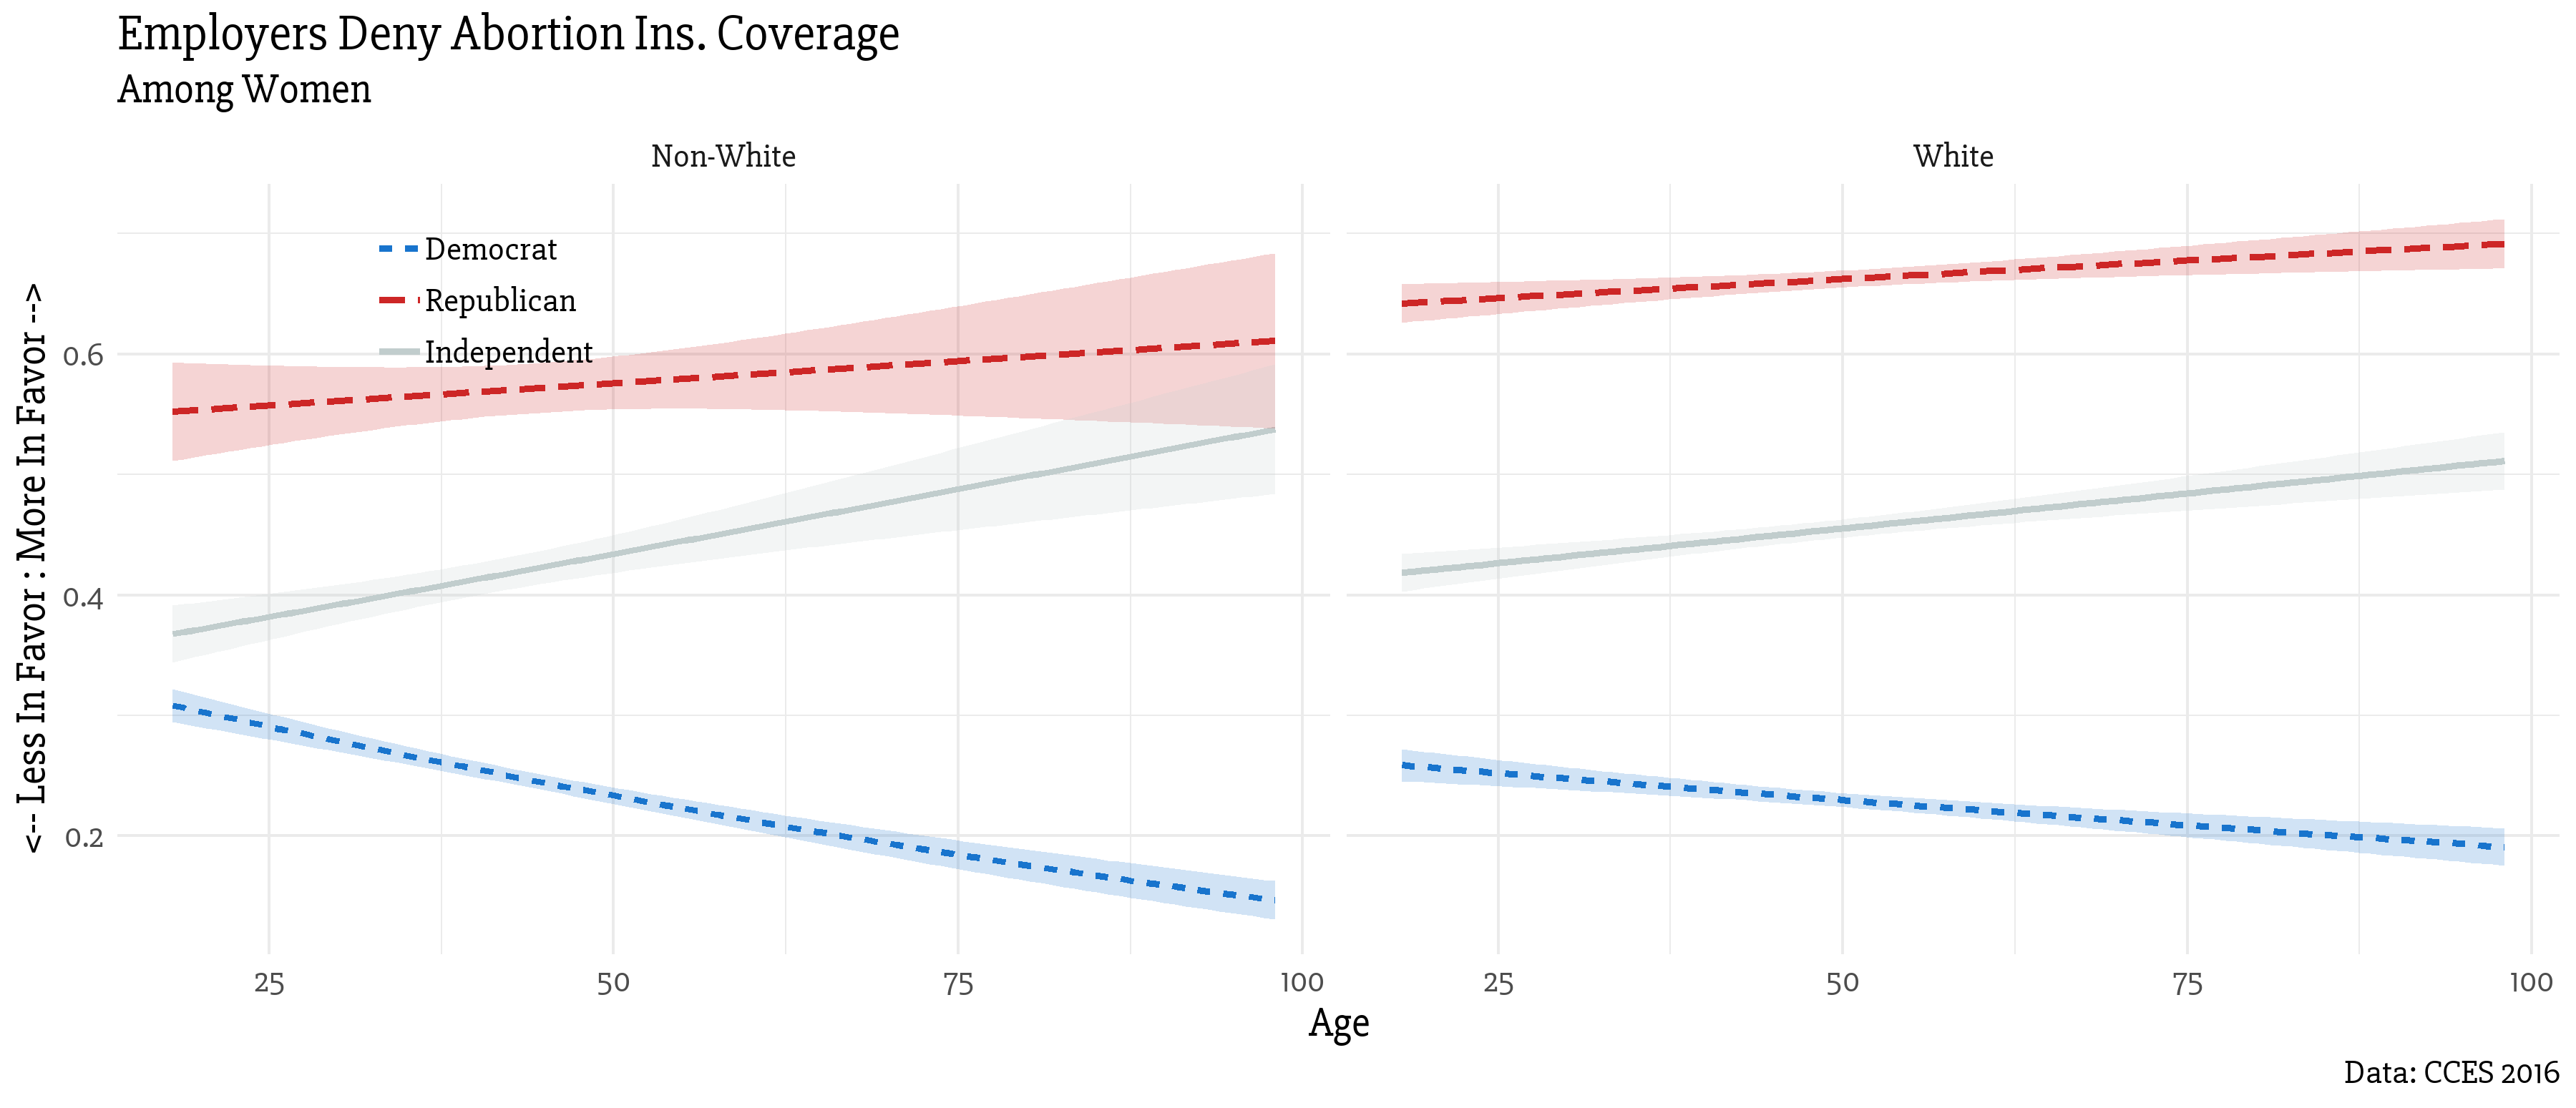 Employers Deny Abortion Ins. Coverage
Among Women
Non-White
White
Democrat
Republican
Independent
<-- Less In Favor : More In Favor -->
0.6
0.4
0.2
25 50 75 100
25 50 75 100
Age
Data: CCES 2016